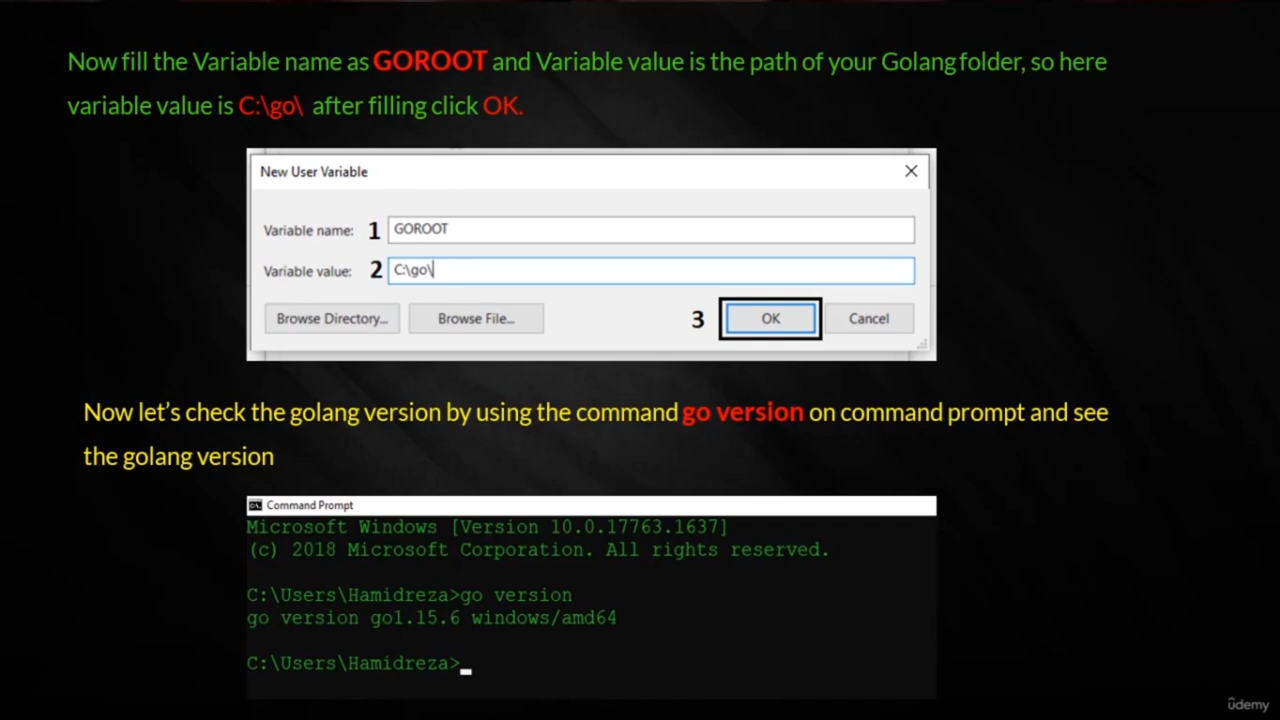 Now fill the Variable name as GOROOT and Variable value is the path of your Golang folder, so here
variable value is C:\go\ after filling click OK.
New User Variable
Variable name: 1 GOROOT
Variable value: 2 C:\go\
Browse Directory... Browse File... 3 OK Cancel
Now let's check the golang version by using the command go version on command prompt and see
the golang version
Command Prompt
Microsoft Windows [Version 10.0.17763.1637]
(c) 2018 Microsoft Corporation. All rights reserved.
C:\Users\Hamidreza>go version
go version go1.15.6 windows/amd64
C:\Users\Hamidreza>
ûdemy